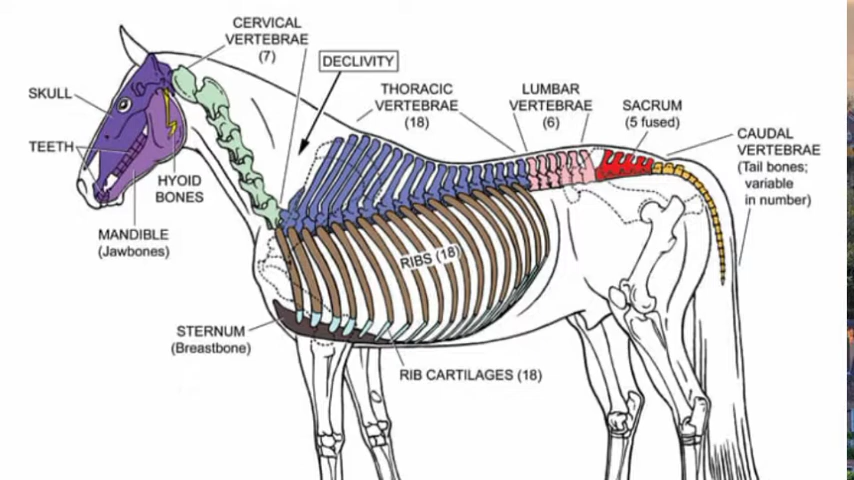 CERVICAL
VERTEBRAE
(7)
DECLIVITY
SKULL
THORACIC
VERTEBRAE
(18)
LUMBAR
VERTEBRAE
(6)
SACRUM
(5 fused)
TEETH
CAUDAL
VERTEBRAE
(Tail bones;
variable
in number)
HYOID
BONES
MANDIBLE
(Jawbones)
RIBS (18)
STERNUM
(Breastbone)
RIB CARTILAGES (18)